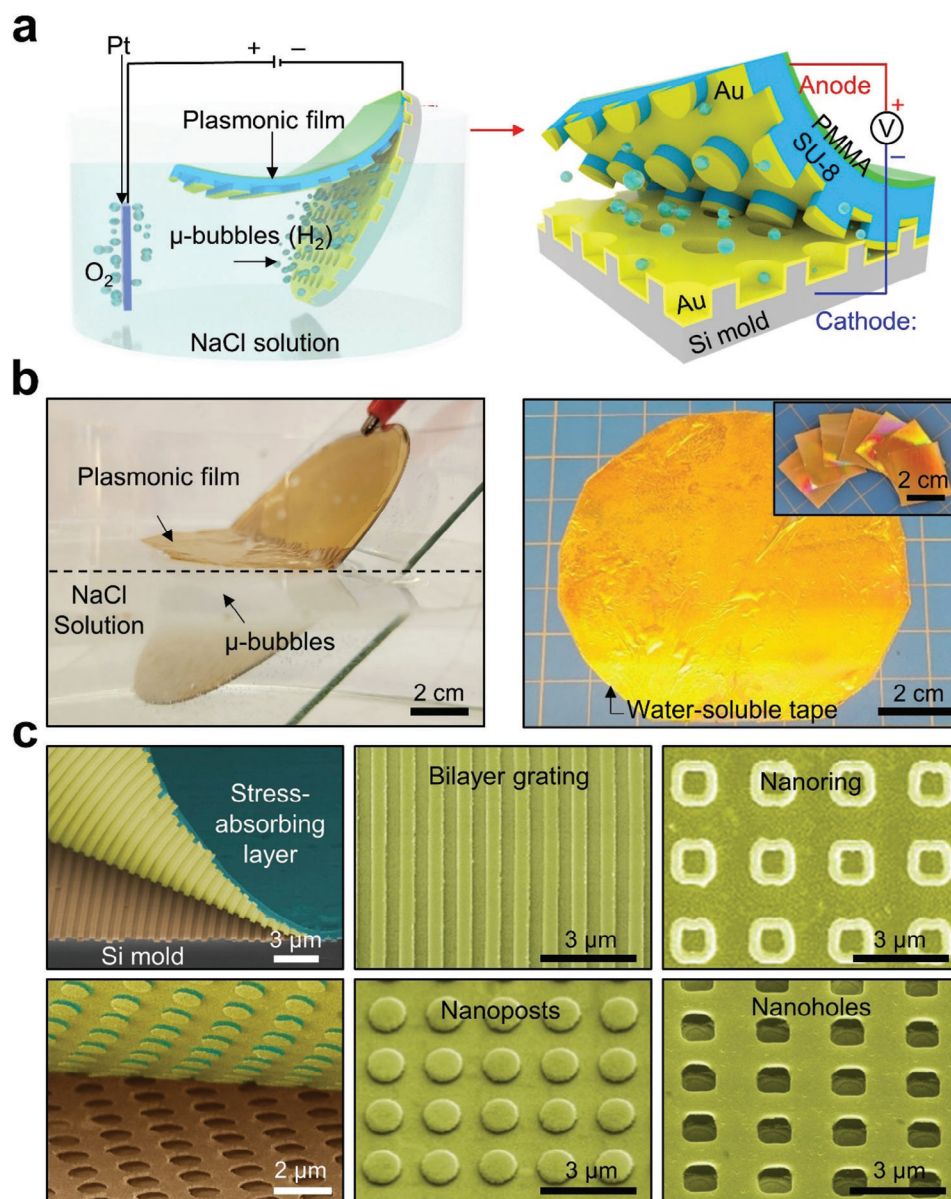 a
Pt
+
–
Plasmonic film
µ-bubbles (H2)
O2
NaCl solution
Au
Anode
+
V
–
PMMA
SU-8
Au
Si mold
Cathode:
b
Plasmonic film
NaCl
Solution
µ-bubbles
2 cm
2 cm
Water-soluble tape
2 cm
c
Stress-
absorbing
layer
3 µm
Si mold
Bilayer grating
3 µm
Nanoring
3 µm
2 µm
Nanoposts
3 µm
Nanoholes
3 µm